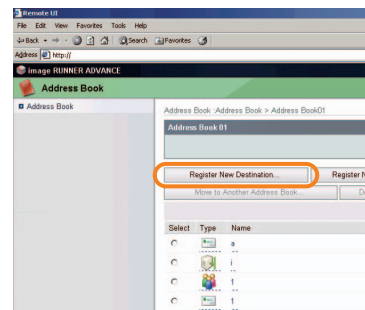 Remote UI
File Edit View Favorites Tools Help
Back Search Favorites
Address http://
image RUNNER ADVANCE
Address Book
Address Book
Address Book :Address Book > Address Book01
Address Book 01
Register New Destination... Register N
Move to Another Address Book... D
Select Type Name
a
i
1
1